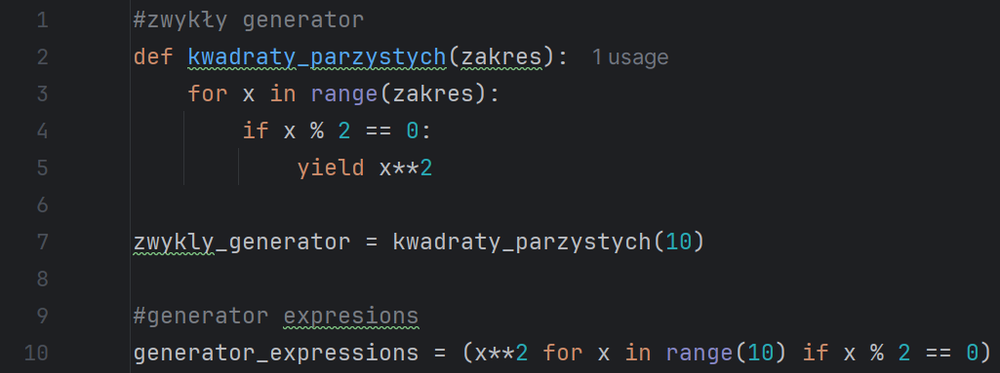 1 #zwykły generator
2 def kwadraty_parzystych(zakres): 1 usage
3 for x in range(zakres):
4 if x % 2 == 0:
5 yield x**2
6
7 zwykly_generator = kwadraty_parzystych(10)
8
9 #generator expresions
10 generator_expressions = (x**2 for x in range(10) if x % 2 == 0)